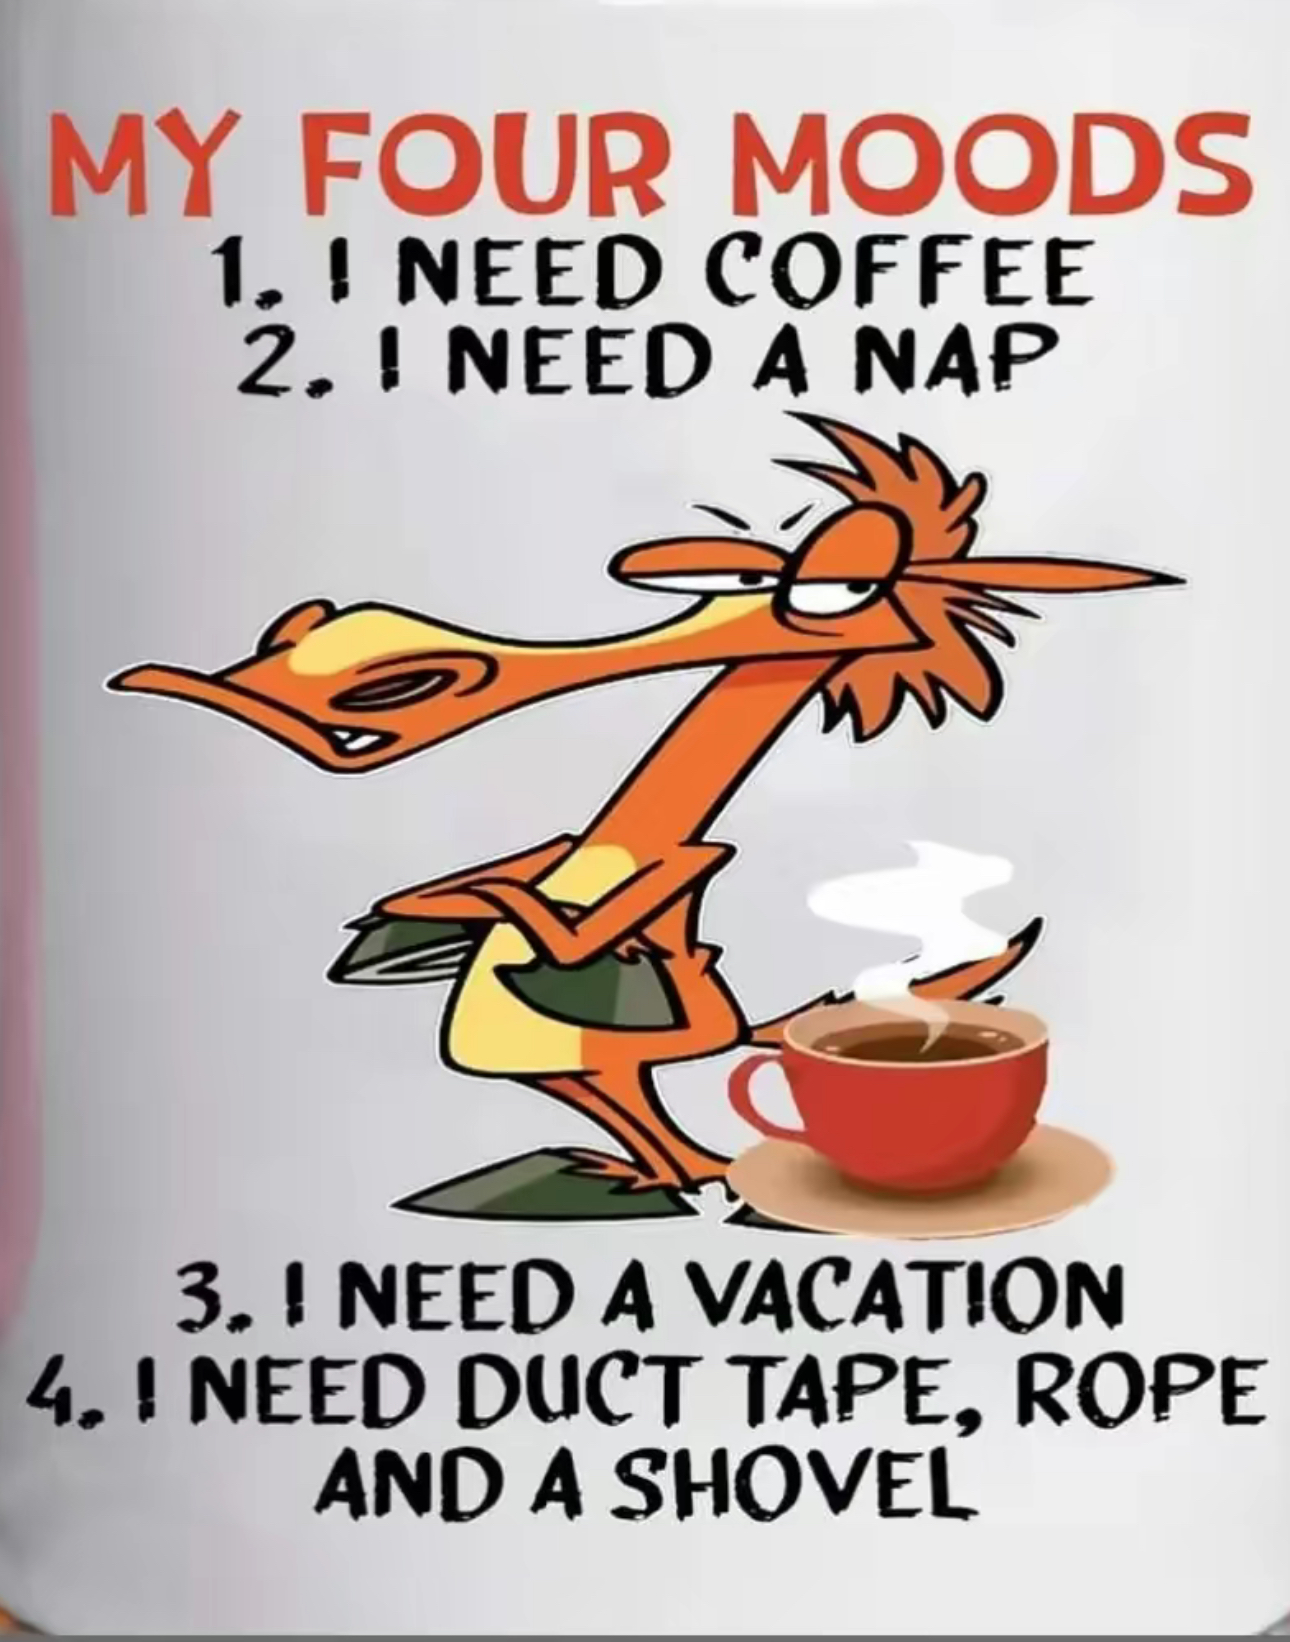 MY FOUR MOODS
1. I NEED COFFEE
2. I NEED A NAP
3. I NEED A VACATION
4. I NEED DUCT TAPE, ROPE
AND A SHOVEL